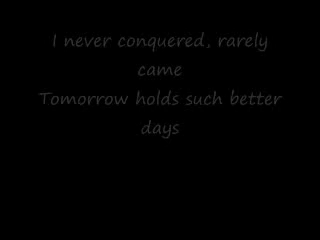 I never conquered, rarely
came
Tomorrow holds such better
days